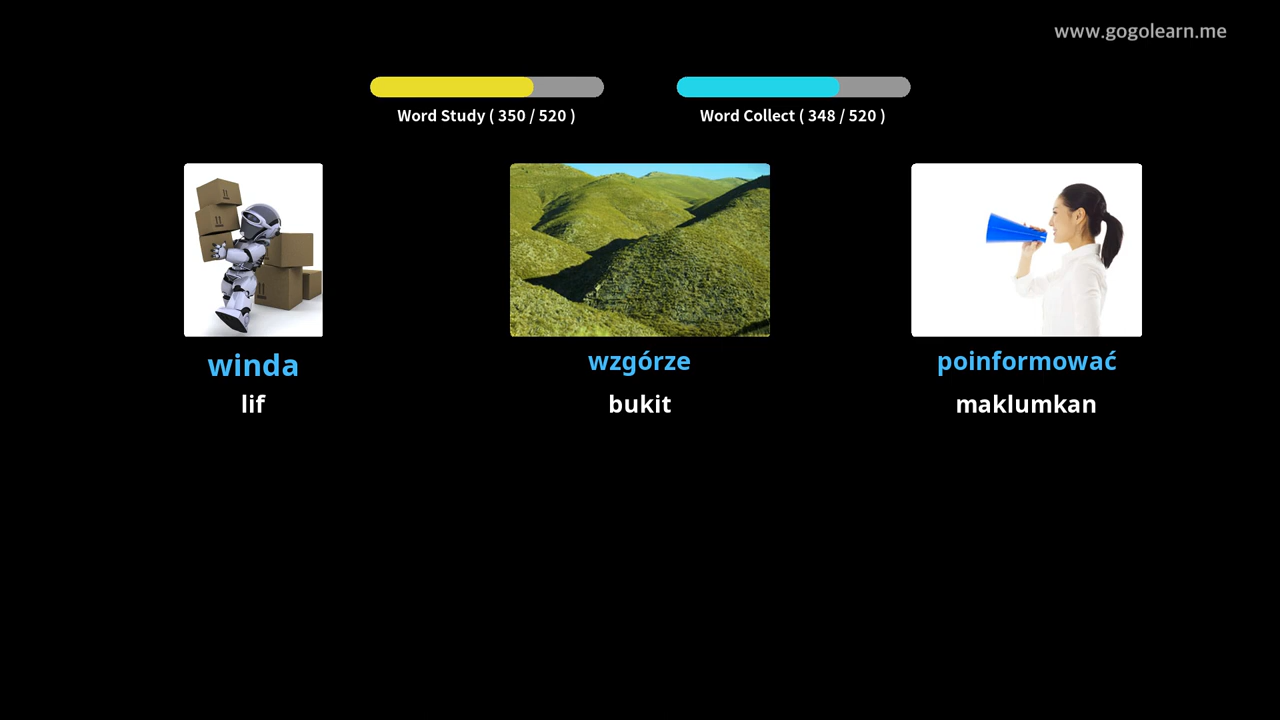 www.gogolearn.me
Word Study ( 350 / 520 )
Word Collect ( 348 / 520 )
winda
wzgórze
poinformować
lif
bukit
maklumkan